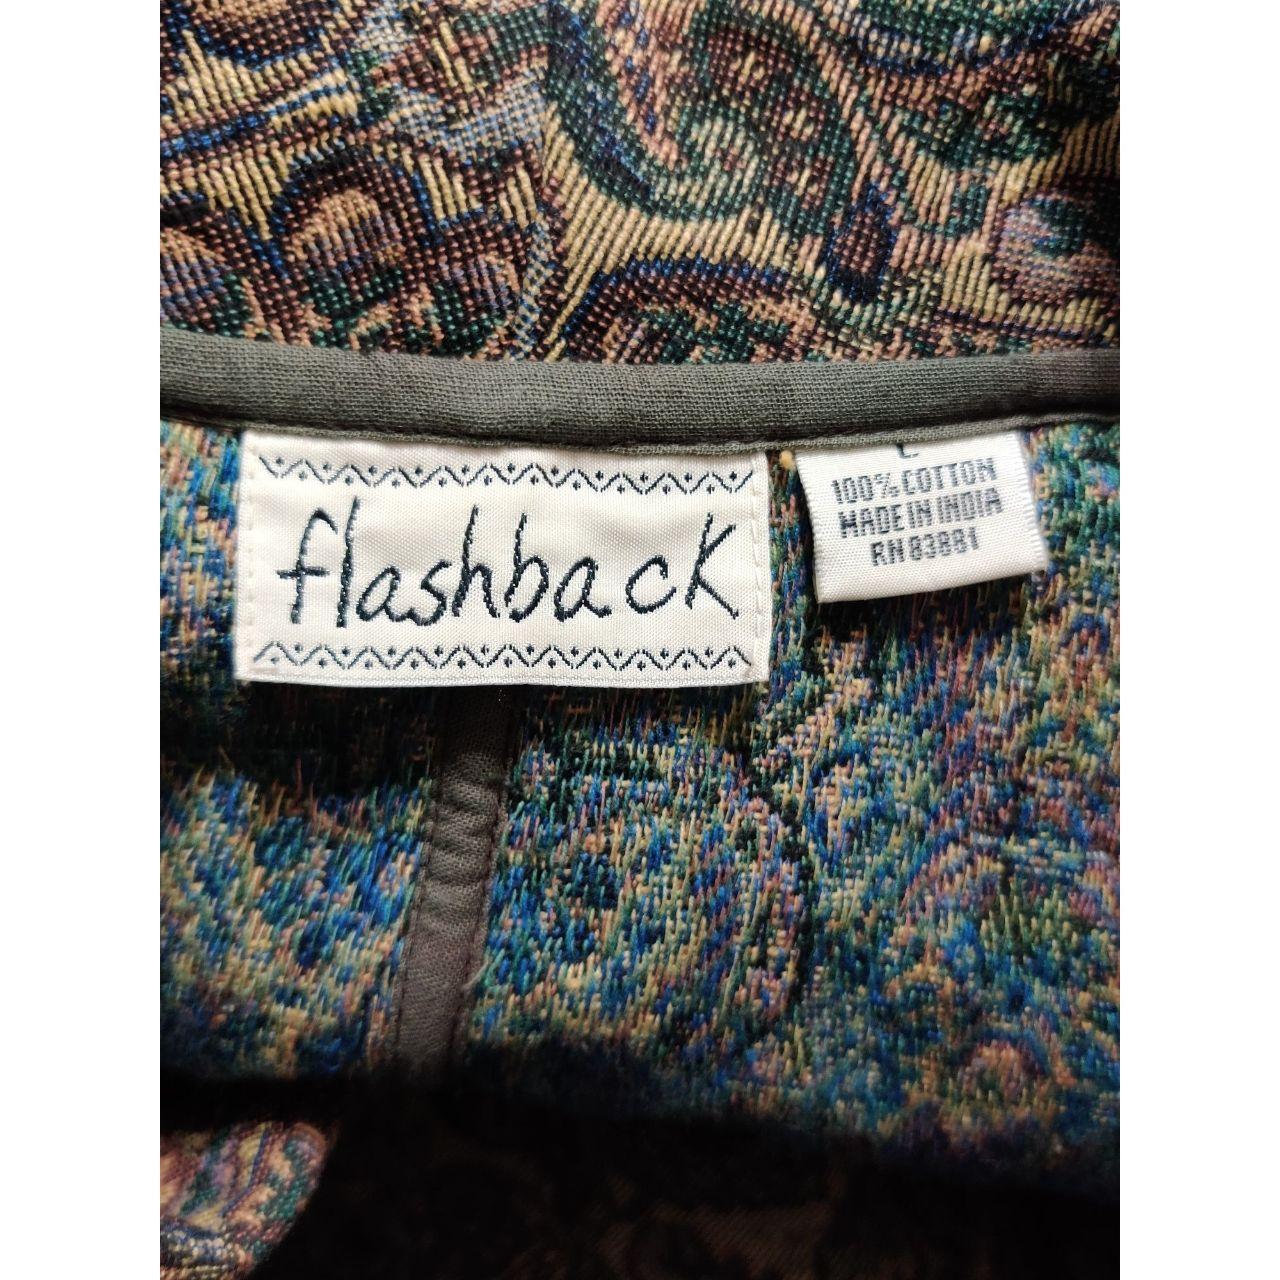 flashback
L
100% COTTON
MADE IN INDIA
RN 83881